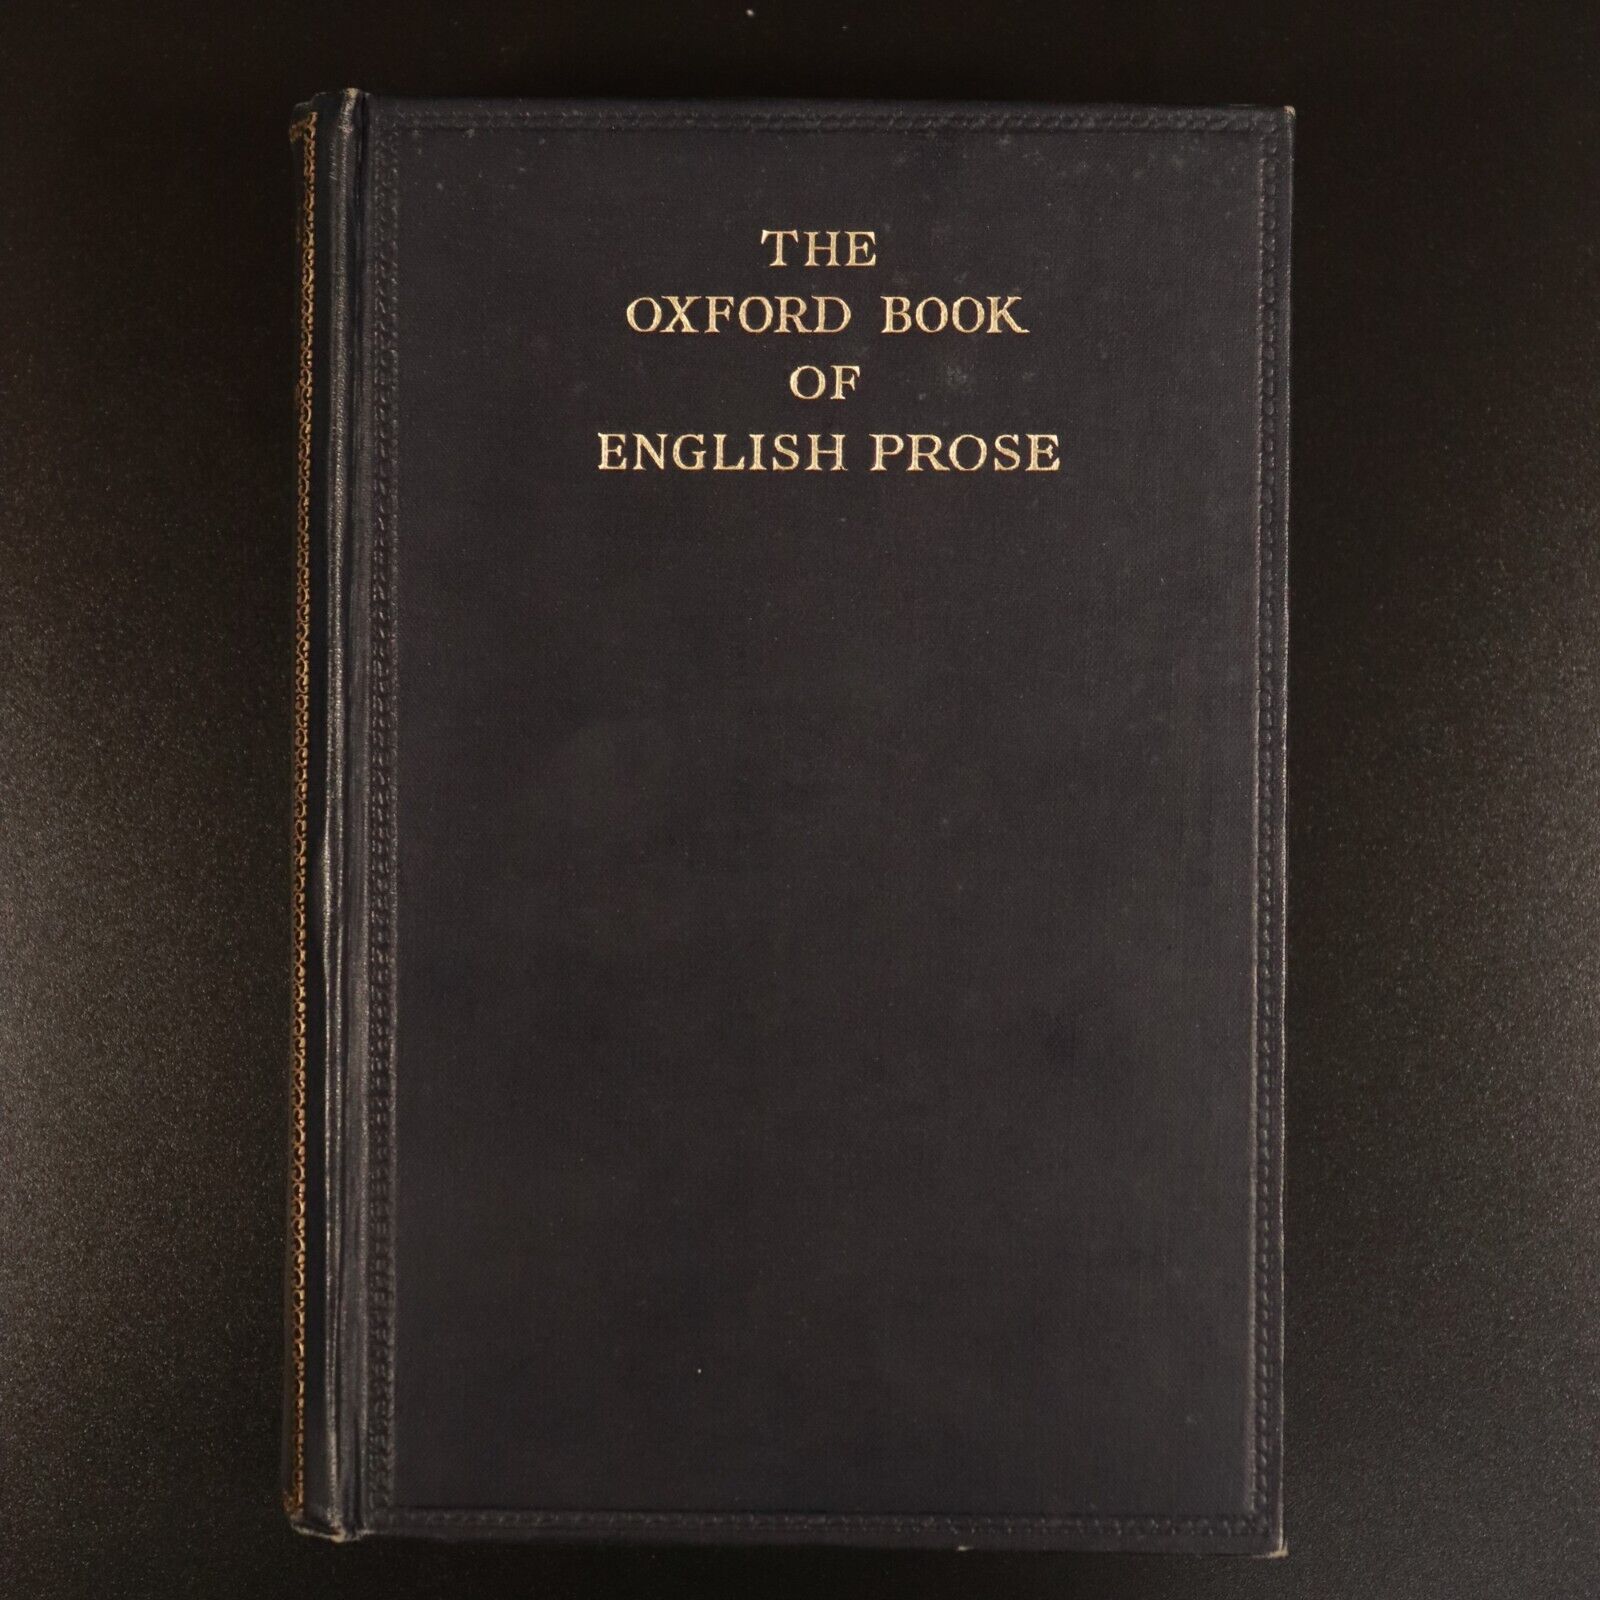 THE
OXFORD BOOK
OF
ENGLISH PROSE